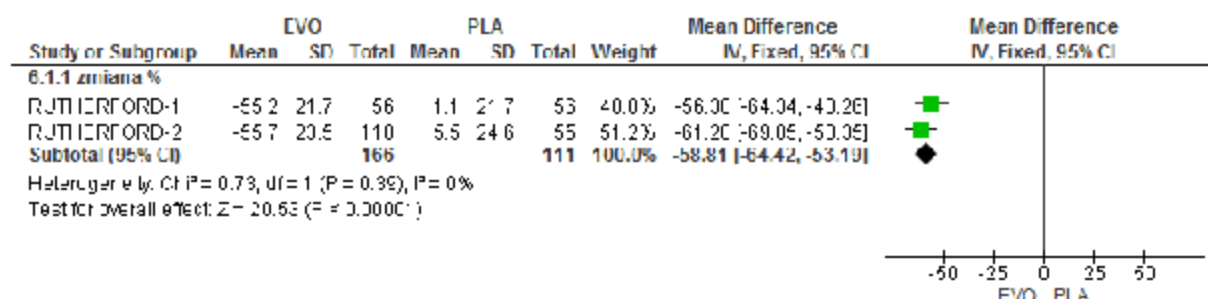 EVO PLA Mean Difference Mean Difference
Study or Subgroup Mean SD Total Mean SD Total Weight IV, Fixed, 95% CI IV, Fixed, 95% CI
6.1.1 zmiana %
RUTHERFORD-1 -55.2 21.7 56 1.1 21.7 56 -56.30 [-64.34, -48.26]
RUTHERFORD-2 -55.7 23.5 110 5.5 24.6 55 51.2% -61.20 [-69.05, -53.35]
Subtotal (95% CI) 166 111 100.0% -58.81 [-64.42, -53.19]
Heterogeneity: Chi² = 0.73, df = 1 (P = 0.39); I² = 0%
Test for overall effect: Z = 20.53 (P < 0.00001)
-50 -25 0 25 50
EVO PLA